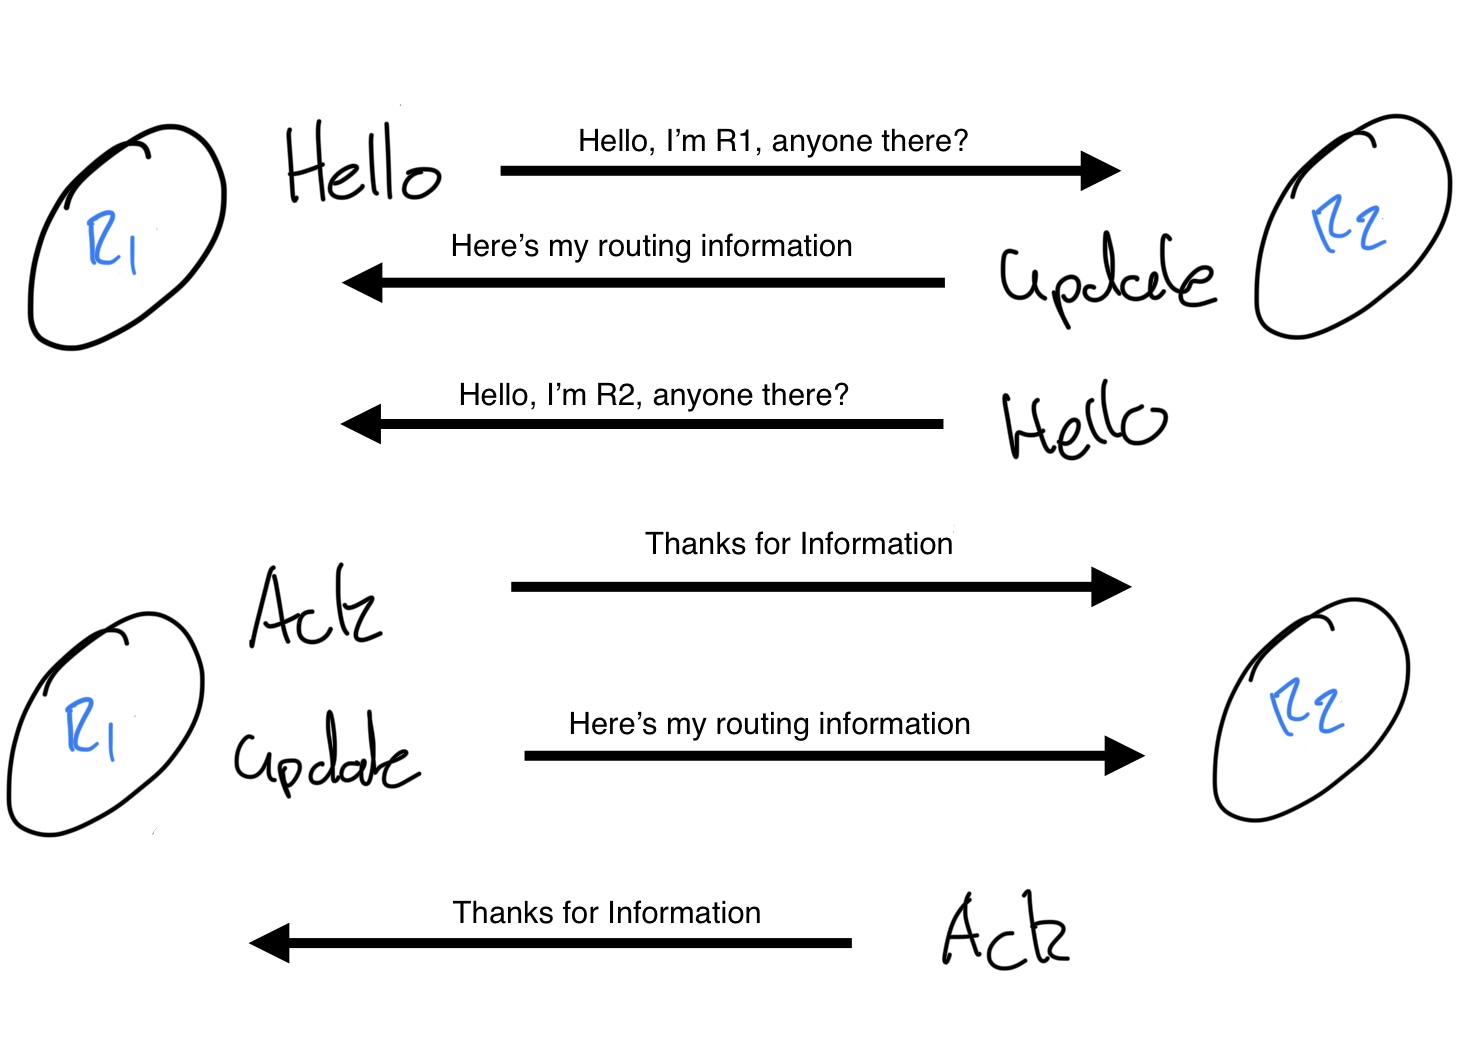 Hello
Hello, I’m R1, anyone there?
R1
R2
Here’s my routing information
update
Hello, I’m R2, anyone there?
Hello
Thanks for Information
Ack
R1
R2
update
Here’s my routing information
Thanks for Information
Ack